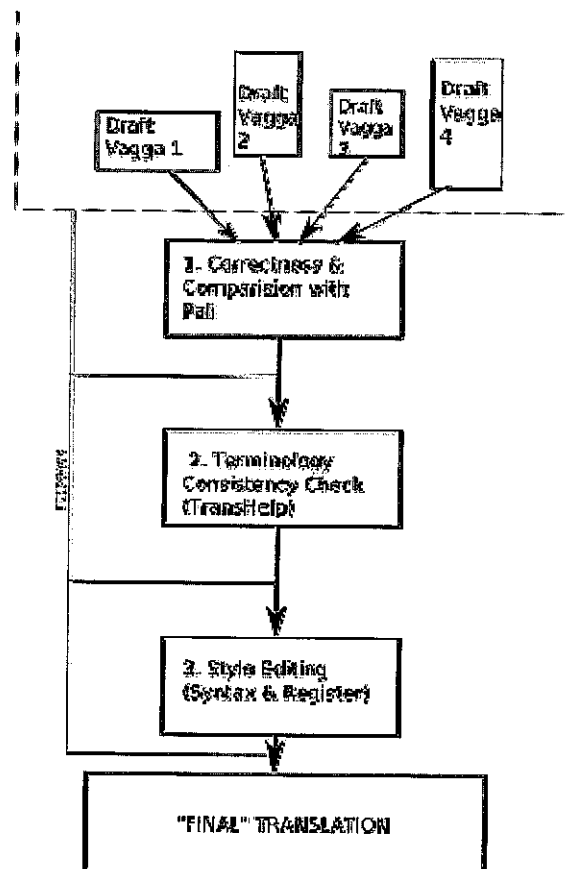 Draft
Vagga 1
Draft
Vagga
2
Draft
Vagga
3
Draft
Vagga
4
1. Correctness &
Comparision with
Pali
2. Terminology
Consistency Check
(TransHelp)
3. Style Editing
(Syntax & Register)
"FINAL" TRANSLATION